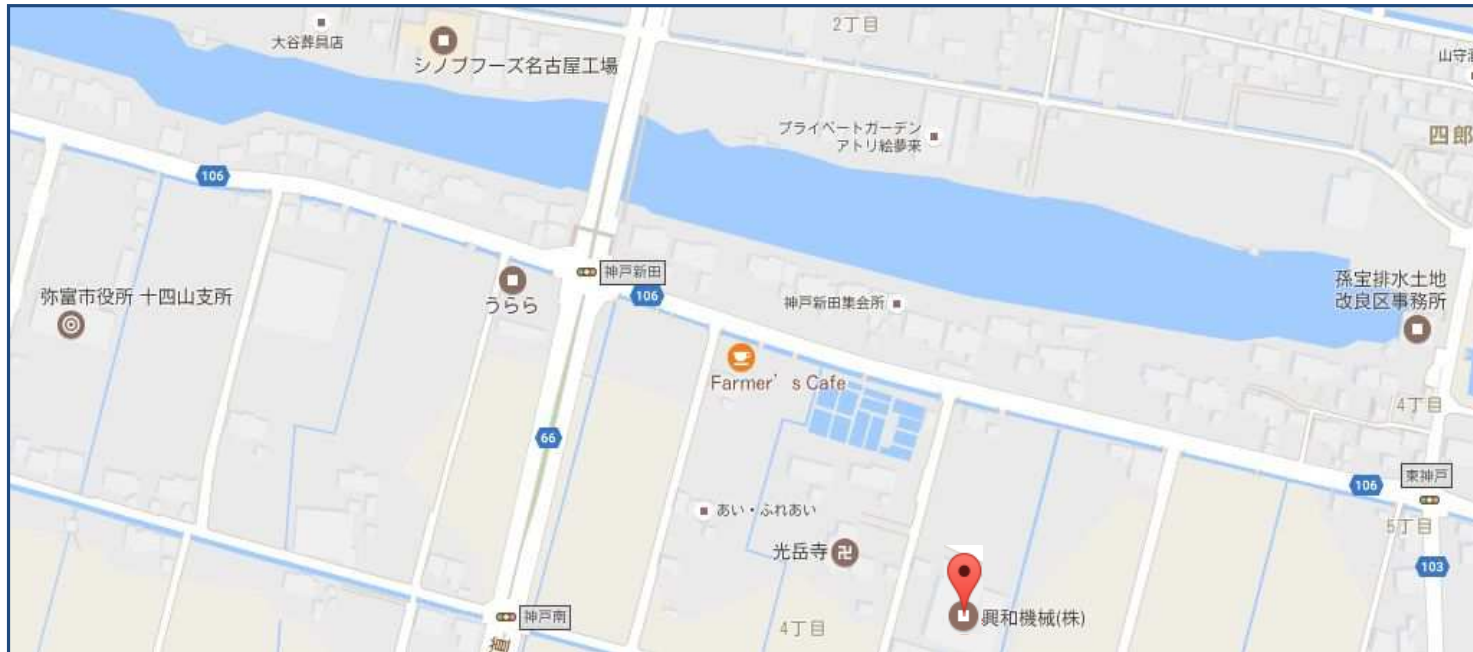 大谷葬具店
シノブフーズ名古屋工場
2丁目
山守
プライベートガーデン
アトリ絵夢来
四郎
106
神戸新田
孫宝排水土地
改良区事務所
弥富市役所 十四山支所
うらら
106
神戸新田集会所
Farmer's Cafe
4丁目
66
106
東神戸
あい・ふれあい
5丁目
光岳寺
卍
103
神戸南
4丁目
興和機械(株)
道